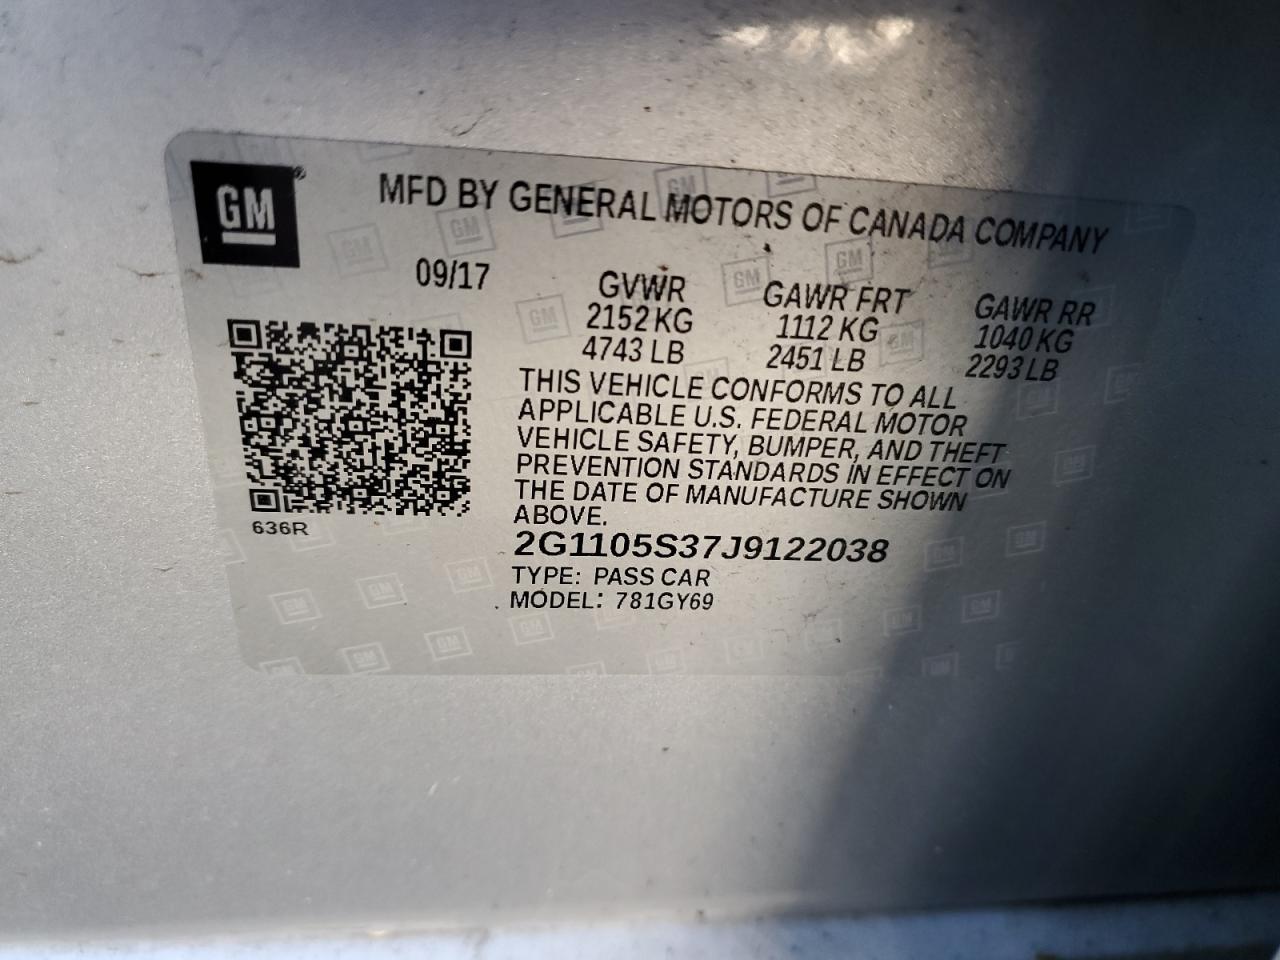 GM
MFD BY GENERAL MOTORS OF CANADA COMPANY
09/17
GVWR GAWR FRT GAWR RR
2152 KG 1112 KG 1040 KG
4743 LB 2451 LB 2293 LB
THIS VEHICLE CONFORMS TO ALL
APPLICABLE U.S. FEDERAL MOTOR
VEHICLE SAFETY, BUMPER, AND THEFT
PREVENTION STANDARDS IN EFFECT ON
THE DATE OF MANUFACTURE SHOWN
ABOVE.
636R
2G1105S37J9122038
TYPE: PASS CAR
MODEL: 781GY69